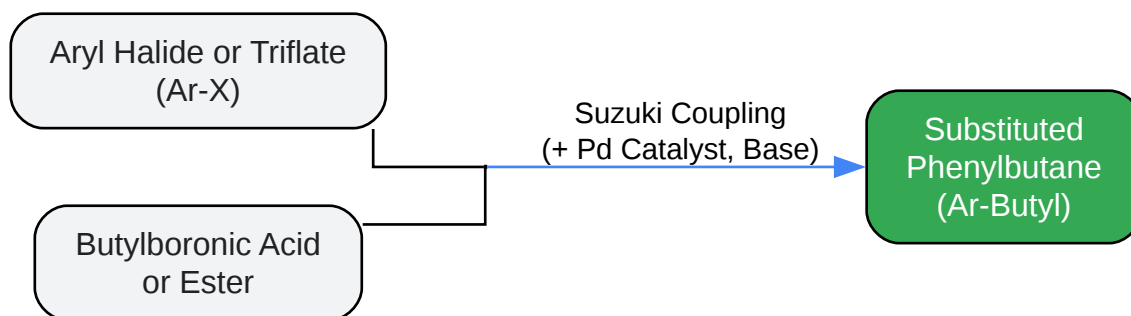 Aryl Halide or Triflate
(Ar-X)
Suzuki Coupling
(+ Pd Catalyst, Base)
Substituted
Phenylbutane
(Ar-Butyl)
Butylboronic Acid
or Ester